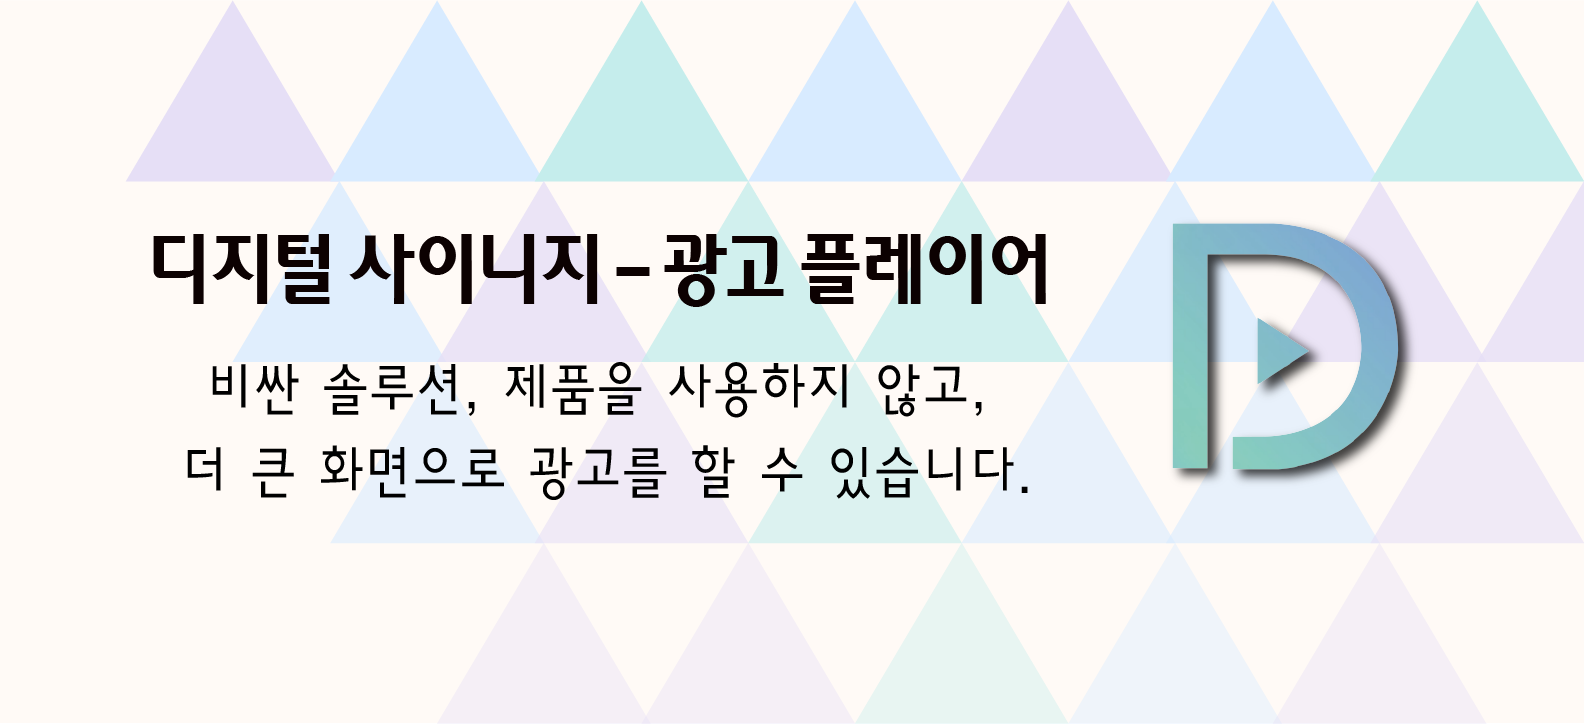 디지털 사이니지 – 광고 플레이어
비싼 솔루션, 제품을 사용하지 않고,
더 큰 화면으로 광고를 할 수 있습니다.